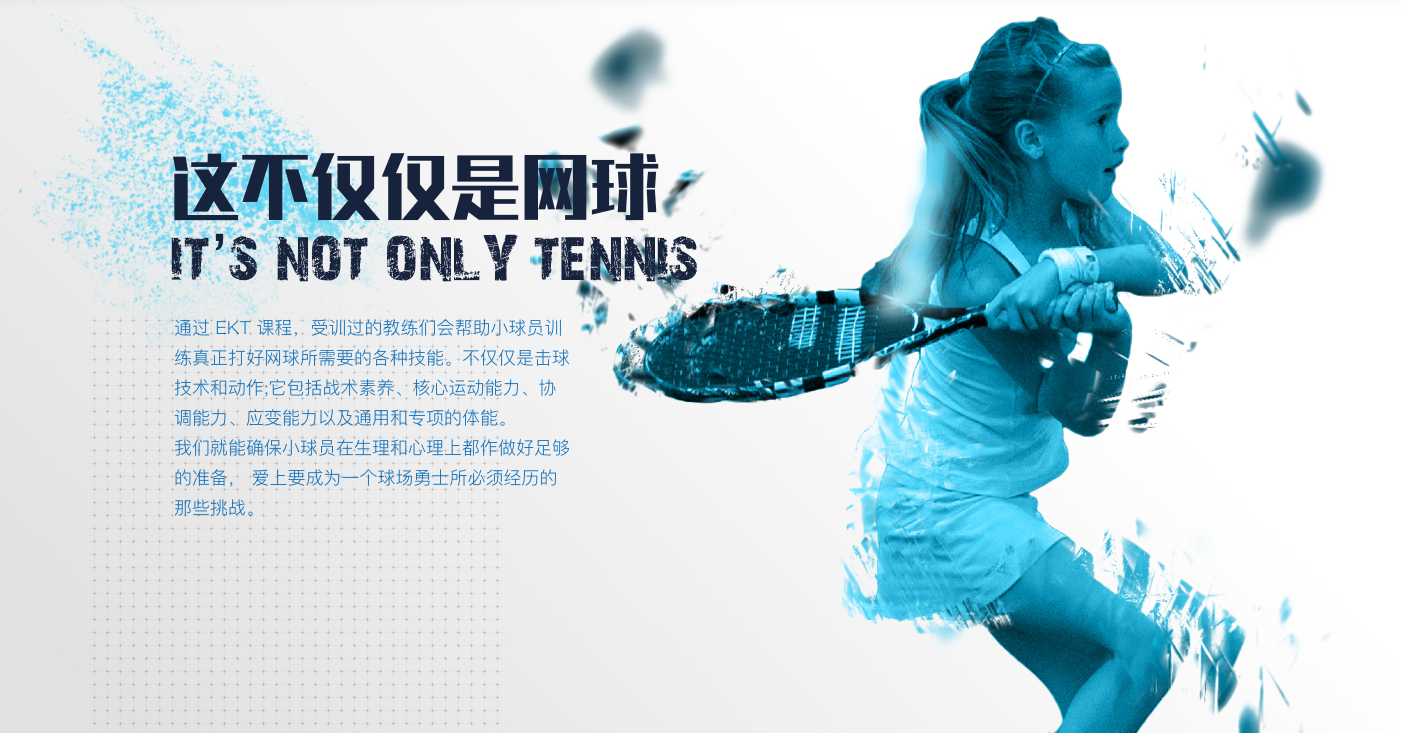 这不仅仅是网球
IT'S NOT ONLY TENNIS
通过 EKT 课程，受训过的教练们会帮助小球员训
练真正打好网球所需要的各种技能。不仅仅是击球
技术和动作;它包括战术素养、核心运动能力、协
调能力、应变能力以及通用和专项的体能。
我们就能确保小球员在生理和心理上都作做好足够
的准备， 爱上要成为一个球场勇士所必须经历的
那些挑战。